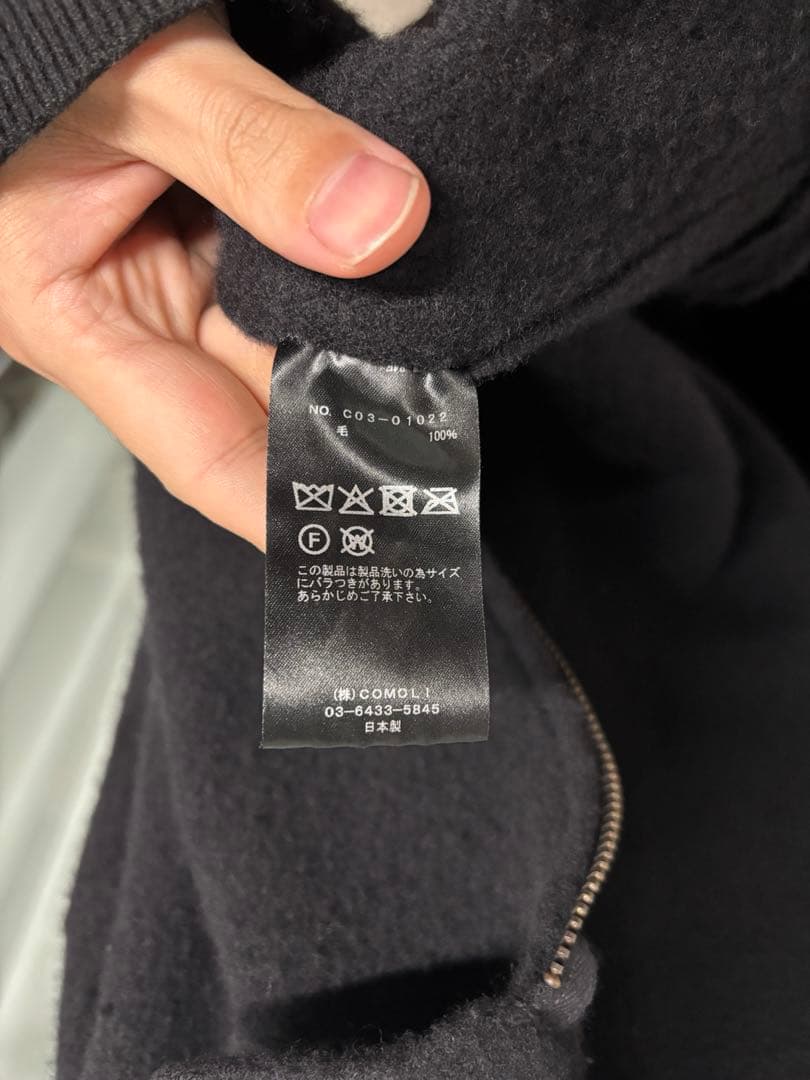 NO. C03-01022
毛 100%
F W
この製品は製品洗いの為サイズ
にバラつきがあります。
あらかじめご了承下さい。
(株)COMOLI
03-6433-5845
日本製